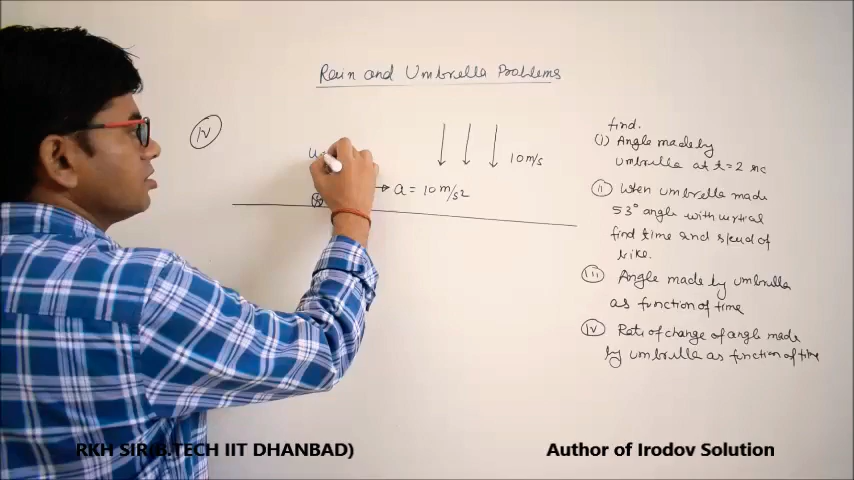 Rain and Umbrella Problems
iv
u=
10 m/s
a = 10 m/s2
find.
(i) Angle made by
umbrella at t=2 sec
(ii) When umbrella made
53° angle with vertical
find time and speed of
bike.
(iii) Angle made by umbrella
as function of time
(iv) Rate of change of angle made
by umbrella as function of time
RKH SIR(B.TECH IIT DHANBAD)
Author of Irodov Solution